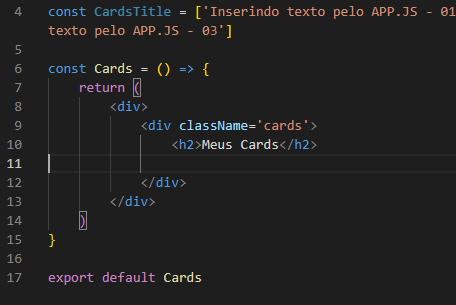 4 const CardsTitle = ['Inserindo texto pelo APP.JS - 01
texto pelo APP.JS - 03']
5
6 const Cards = () => {
7 return (
8 <div>
9 <div className='cards'>
10 <h2>Meus Cards</h2>
11
12 </div>
13 </div>
14 )
15 }
16
17 export default Cards